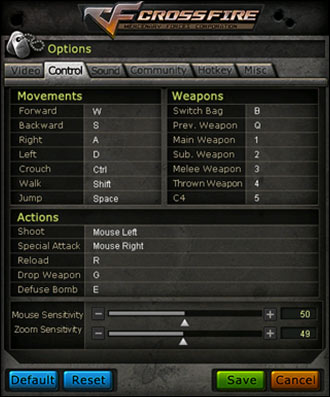 CROSSFIRE
MERCENARY FORCES CORPORATION
Options
Video Control Sound Community Hotkey Misc
Movements
Forward W
Backward S
Right A
Left D
Crouch Ctrl
Walk Shift
Jump Space
Weapons
Switch Bag B
Prev. Weapon Q
Main Weapon 1
Sub. Weapon 2
Melee Weapon 3
Thrown Weapon 4
C4 5
Actions
Shoot Mouse Left
Special Attack Mouse Right
Reload R
Drop Weapon G
Defuse Bomb E
Mouse Sensitivity 50
Zoom Sensitivity 49
Default Reset Save Cancel